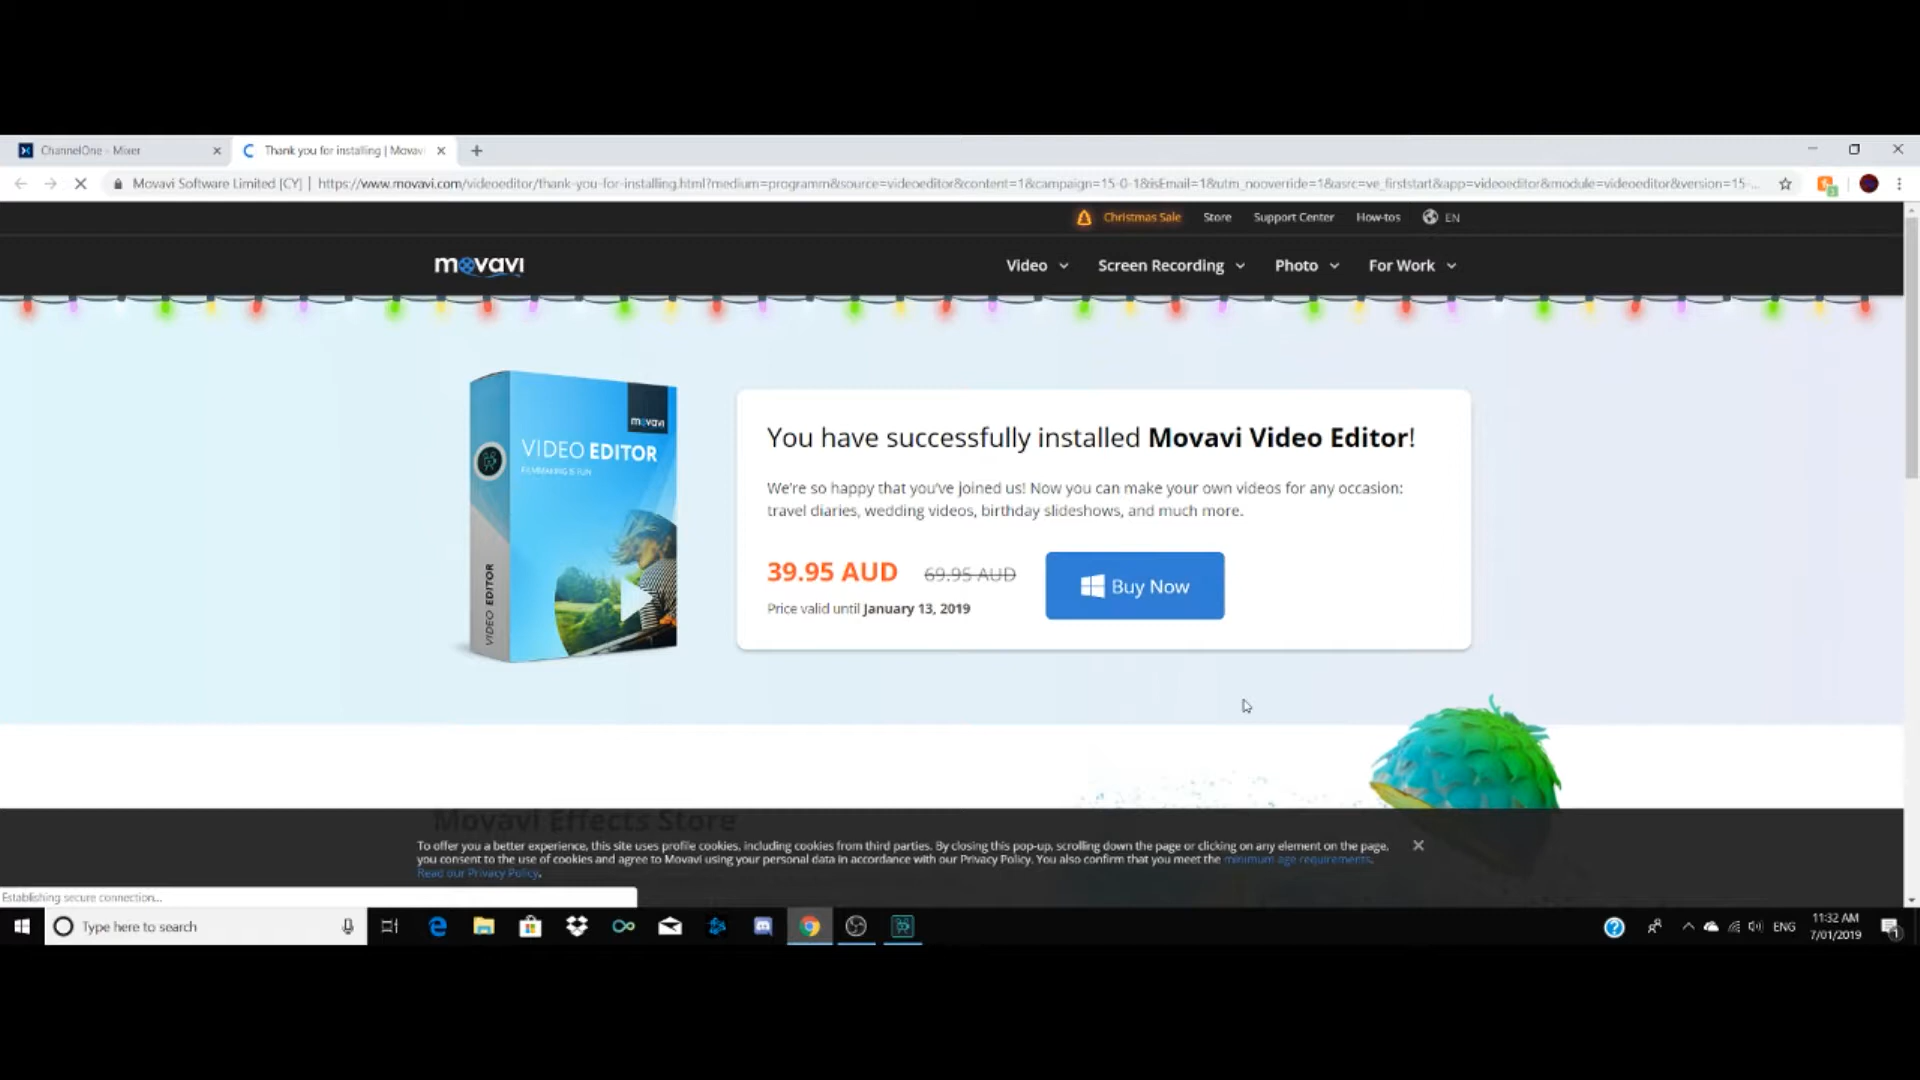 ChannelOne - Mixer
Thank you for installing | Movavi
Movavi Software Limited [CY] | https://www.movavi.com/videoeditor/thank-you-for-installing.html?medium=programm&source=videoeditor&content=1&campaign=15-0-1&isEmail=1&utm_nooverride=1&asrc=ve_firststart&app=videoeditor&module=videoeditor&version=15-...
Christmas Sale Store Support Center How-tos EN
movavi
Video Screen Recording Photo For Work
movavi
VIDEO EDITOR
FILMMAKING IS FUN
VIDEO EDITOR
You have successfully installed Movavi Video Editor!
We're so happy that you've joined us! Now you can make your own videos for any occasion:
travel diaries, wedding videos, birthday slideshows, and much more.
39.95 AUD 69.95 AUD
Price valid until January 13, 2019
Buy Now
Movavi Effects Store
To offer you a better experience, this site uses profile cookies, including cookies from third parties. By closing this pop-up, scrolling down the page or clicking on any element on the page,
you consent to the use of cookies and agree to Movavi using your personal data in accordance with our Privacy Policy. You also confirm that you meet the minimum age requirements.
Read our Privacy Policy.
Establishing secure connection...
Type here to search
ENG
11:32 AM
7/01/2019
1